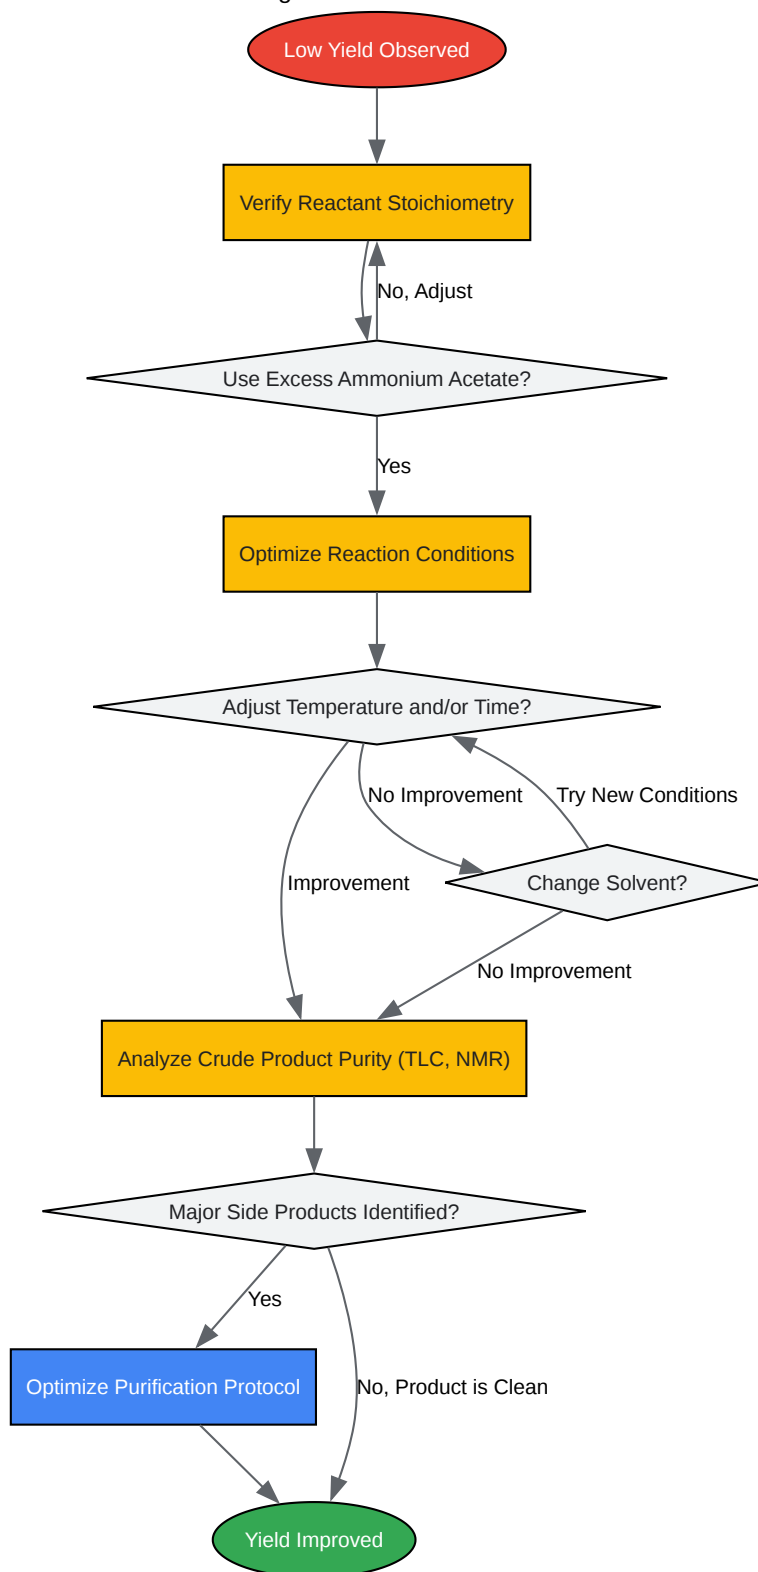 Low Yield Observed
Verify Reactant Stoichiometry
No, Adjust
Use Excess Ammonium Acetate?
Yes
Optimize Reaction Conditions
Adjust Temperature and/or Time?
No Improvement
Try New Conditions
Improvement
Change Solvent?
No Improvement
Analyze Crude Product Purity (TLC, NMR)
Major Side Products Identified?
Yes
Optimize Purification Protocol
No, Product is Clean
Yield Improved